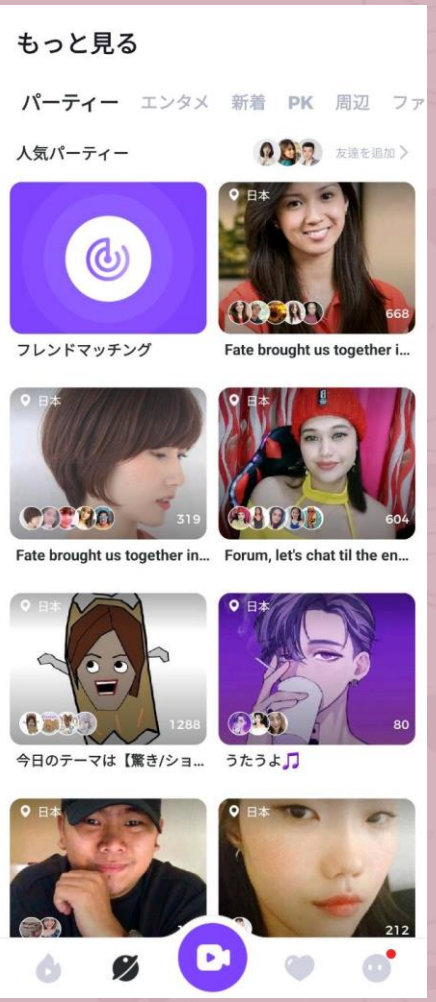 もっと見る
パーティー エンタメ 新着 PK 周辺 ファ
人気パーティー 友達を追加
日本
668
フレンドマッチング
Fate brought us together i...
日本
日本
319
604
Fate brought us together in...
Forum, let's chat til the en...
日本
日本
1288
80
今日のテーマは【驚き/ショ...
うたうよ🎵
日本
日本
212